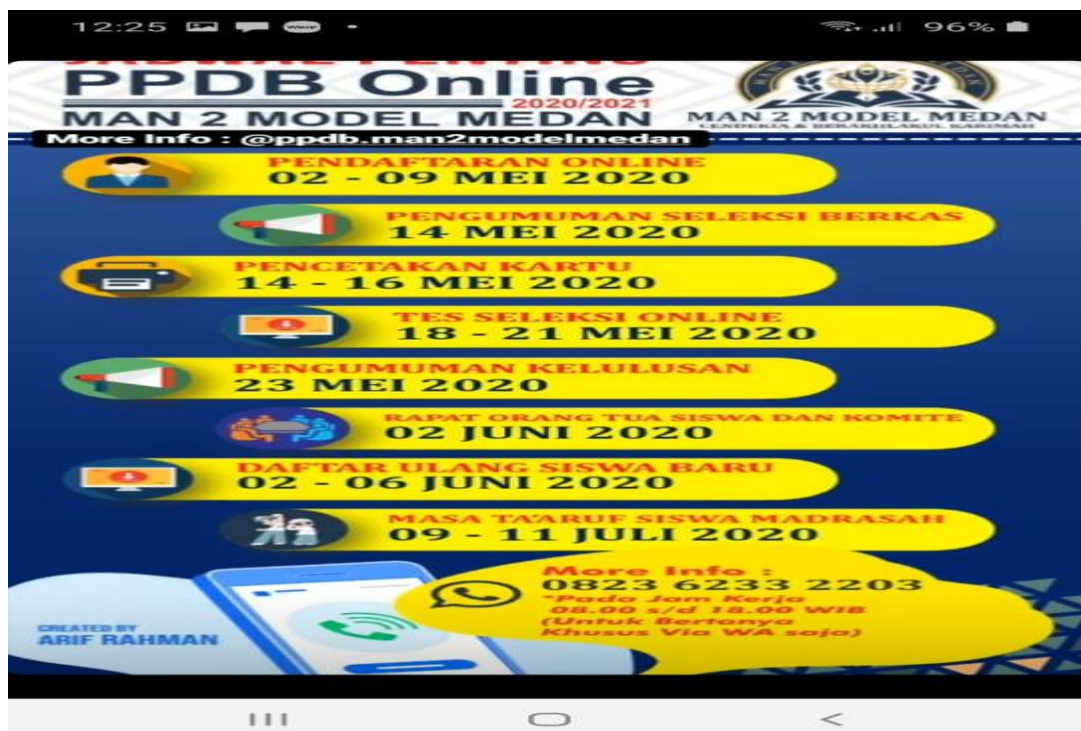 12:25
96%
JADWAL PENTING
PPDB Online
2020/2021
MAN 2 MODEL MEDAN
MAN 2 MODEL MEDAN
CENDEKIA & BERAKHLAKUL KARIMAH
More Info : @ppdb.man2modelmedan
PENDAFTARAN ONLINE
02 - 09 MEI 2020
PENGUMUMAN SELEKSI BERKAS
14 MEI 2020
PENCETAKAN KARTU
14 - 16 MEI 2020
TES SELEKSI ONLINE
18 - 21 MEI 2020
PENGUMUMAN KELULUSAN
23 MEI 2020
RAPAT ORANG TUA SISWA DAN KOMITE
02 JUNI 2020
DAFTAR ULANG SISWA BARU
02 - 06 JUNI 2020
MASA TA'ARUF SISWA MADRASAH
09 - 11 JULI 2020
More Info :
0823 6233 2203
*Pada Jam Kerja
08.00 s/d 18.00 WIB
(Untuk Bertanya
Khusus Via WA saja)
CREATED BY
ARIF RAHMAN